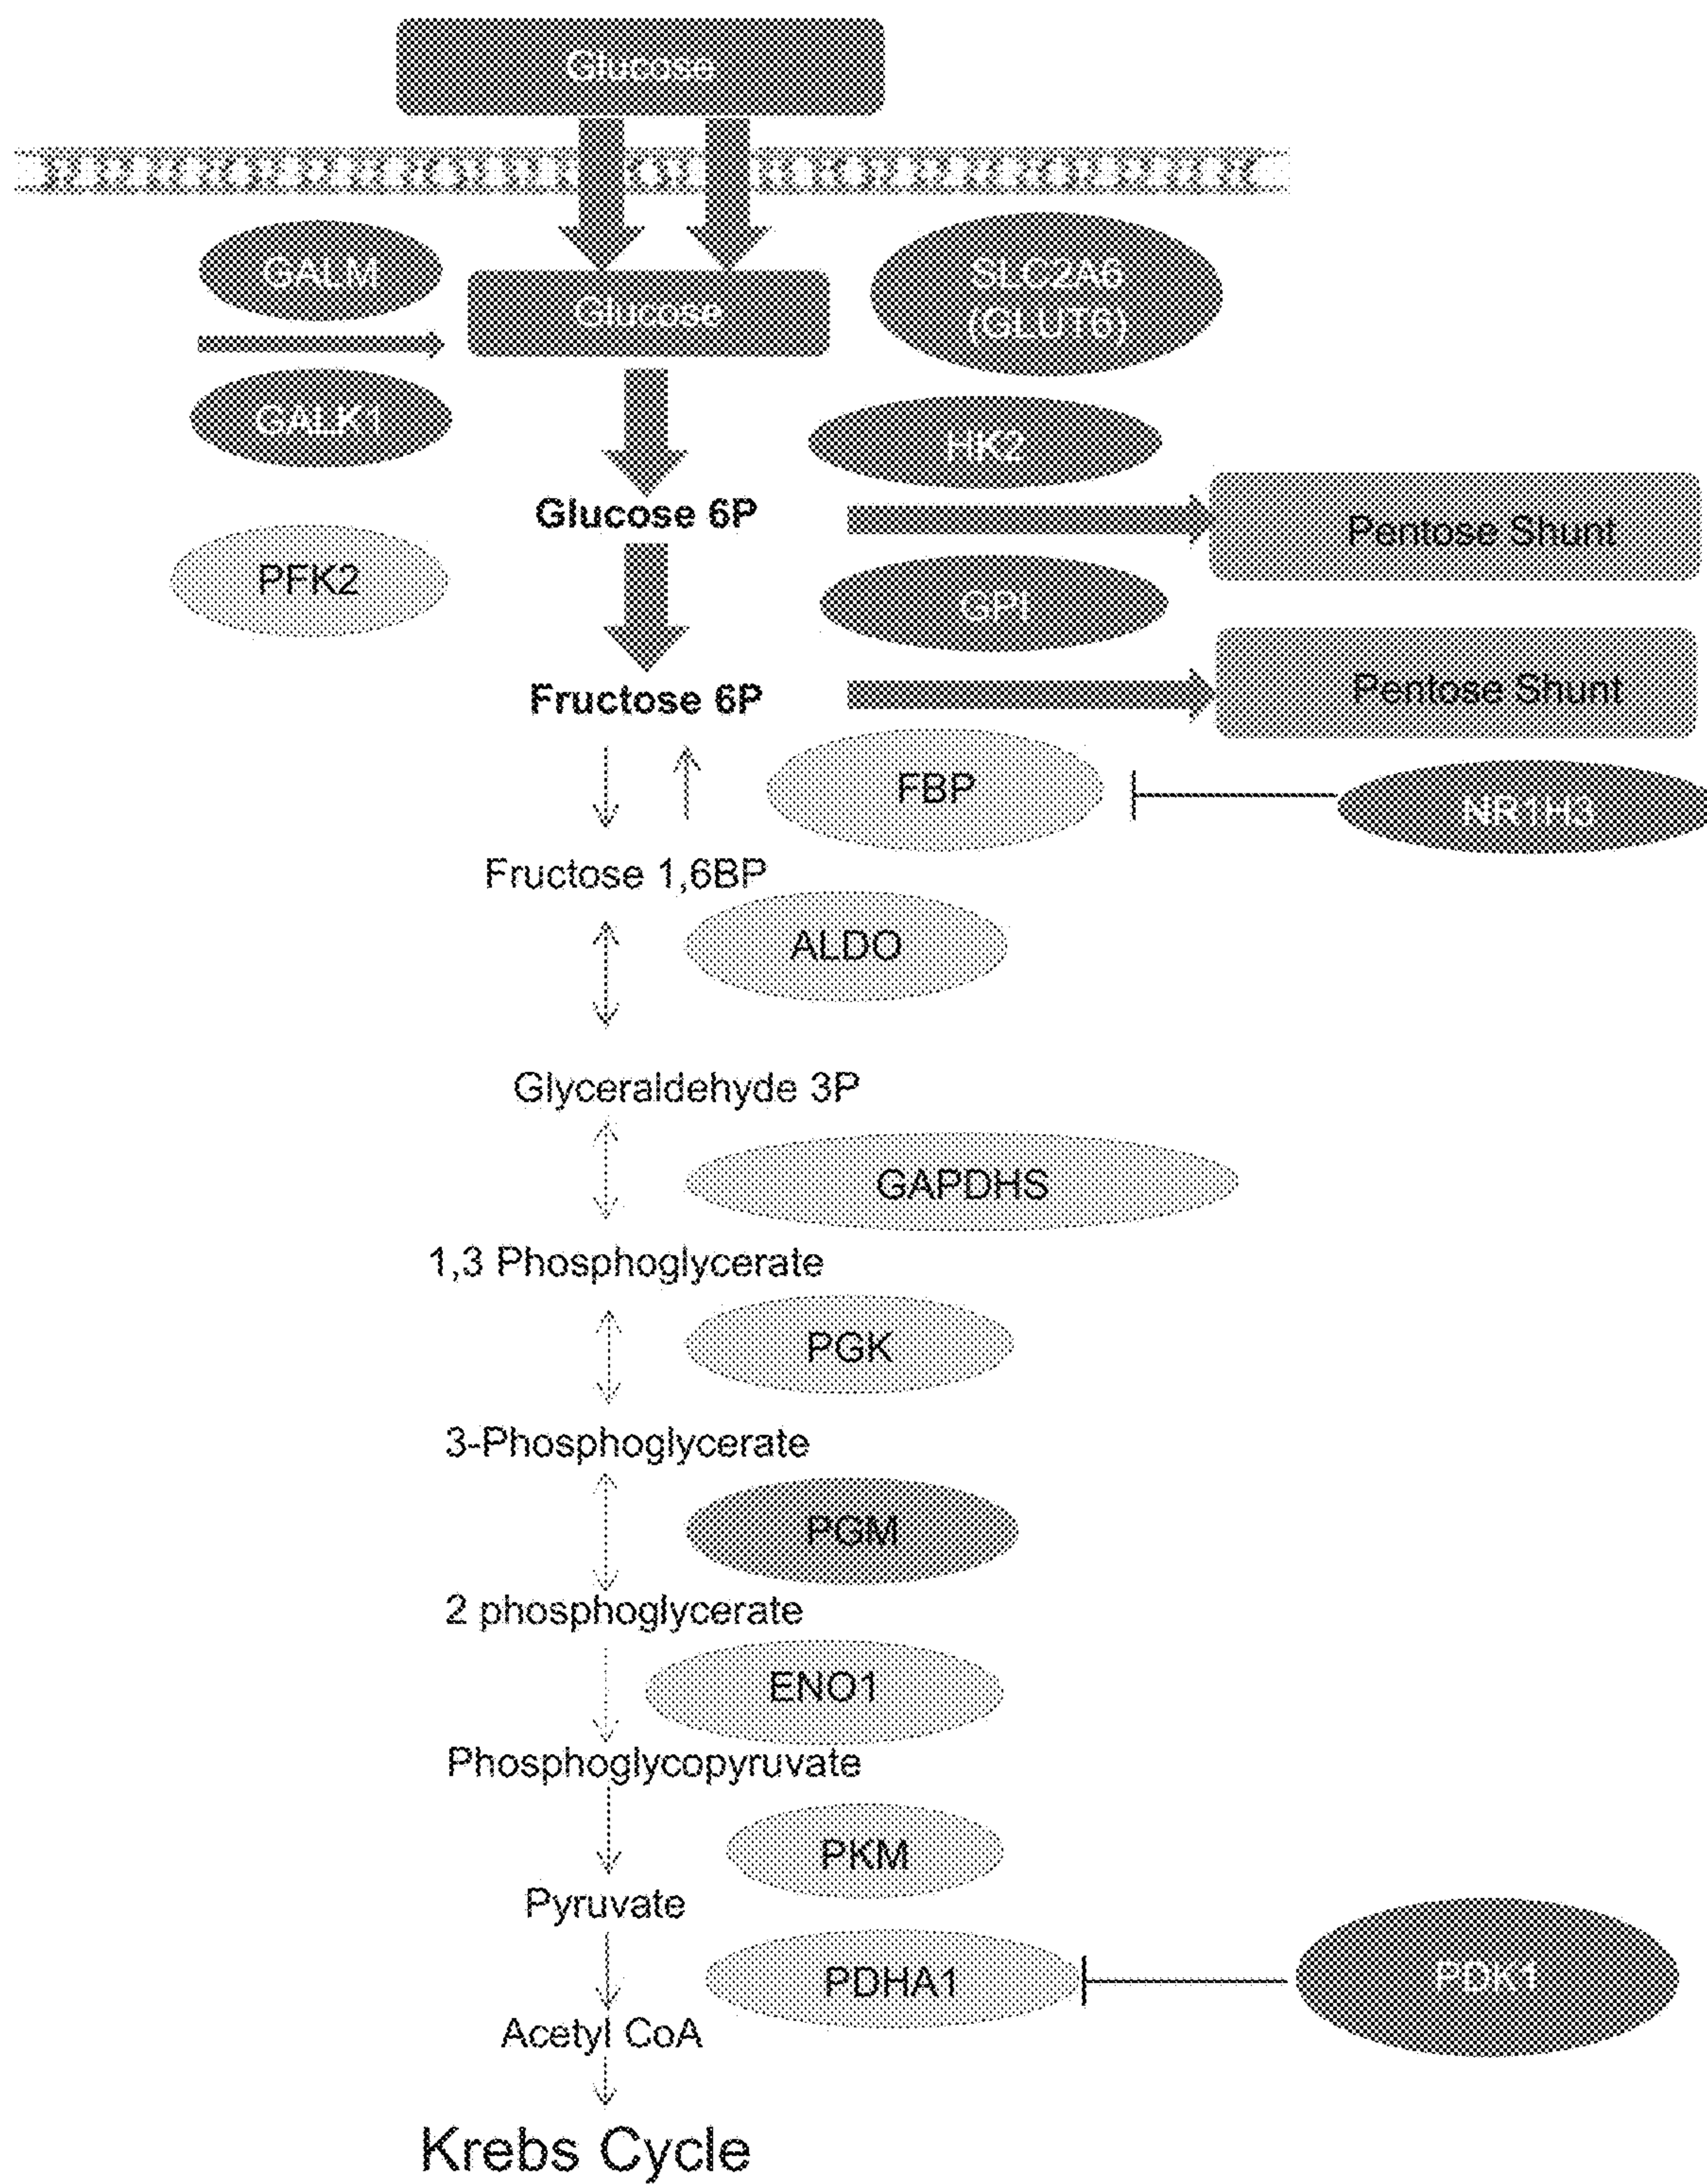 Glucose
GALM
Glucose
SLC2A6
(GLUT6)
GALK1
HK2
Glucose 6P
Pentose Shunt
PFK2
GPI
Fructose 6P
Pentose Shunt
FBP
NR1H3
Fructose 1,6BP
ALDO
Glyceraldehyde 3P
GAPDHS
1,3 Phosphoglycerate
PGK
3-Phosphoglycerate
PGM
2 phosphoglycerate
ENO1
Phosphoglycopyruvate
PKM
Pyruvate
PDHA1
PDK1
Acetyl CoA
Krebs Cycle